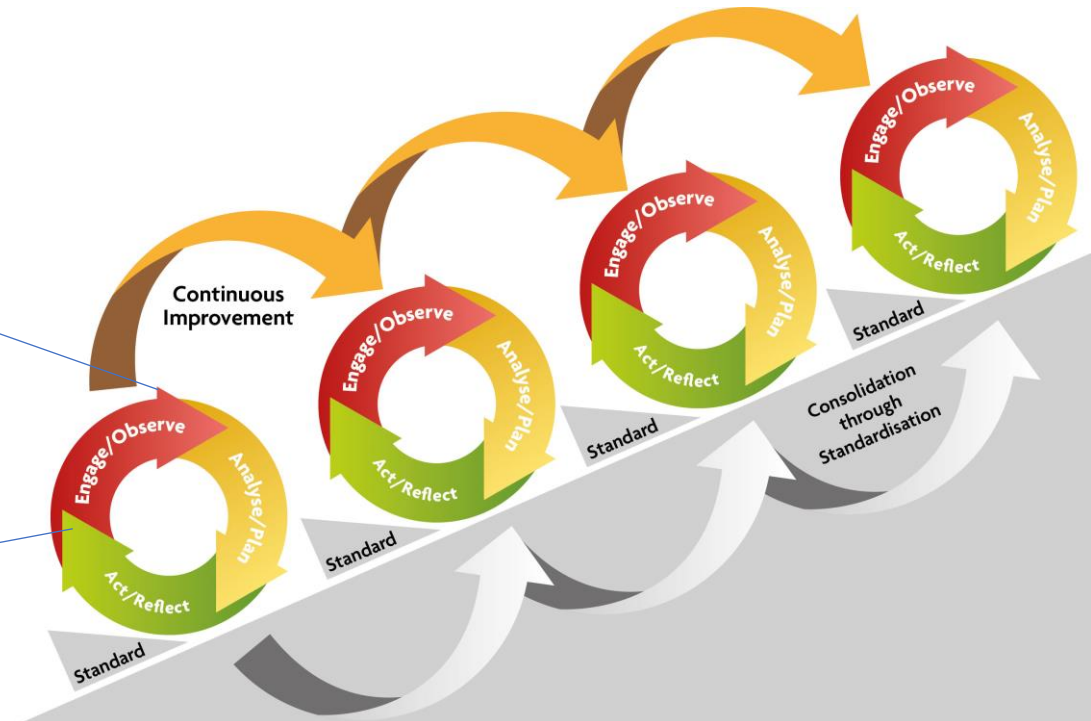 Continuous
Improvement
Engage/Observe
Analyse/Plan
Act/Reflect
Standard
Engage/Observe
Analyse/Plan
Act/Reflect
Standard
Engage/Observe
Analyse/Plan
Act/Reflect
Standard
Engage/Observe
Analyse/Plan
Act/Reflect
Standard
Consolidation
through
Standardisation